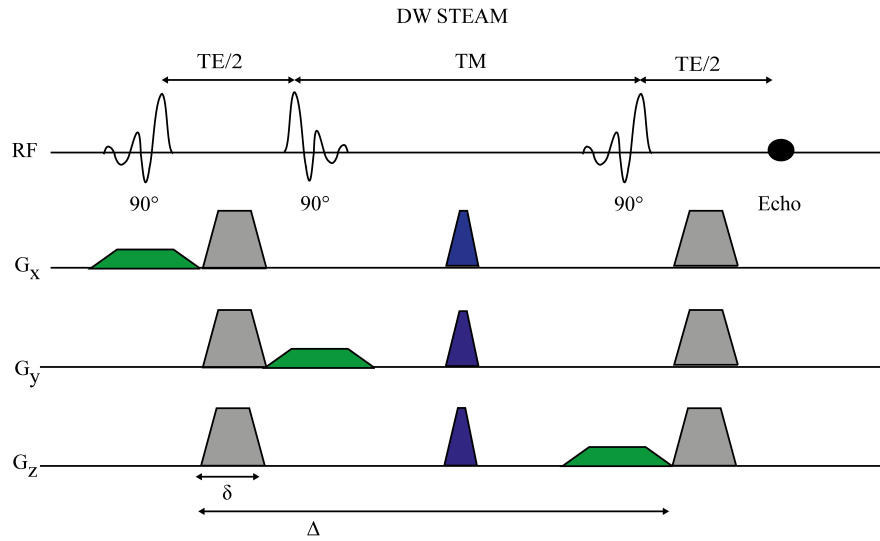 DW STEAM
TE/2
TM
TE/2
RF
90°
90°
90°
Echo
Gx
Gy
Gz
δ
Δ